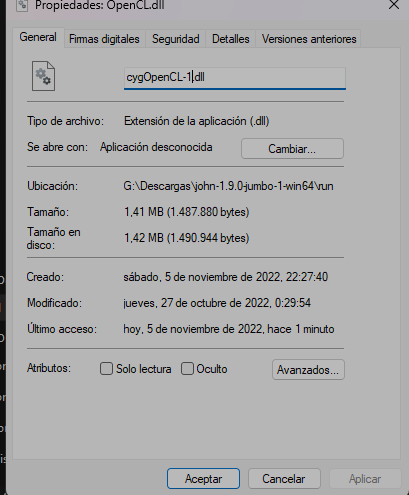 Propiedades: OpenCL.dll
General Firmas digitales Seguridad Detalles Versiones anteriores
cygOpenCL-1.dll
Tipo de archivo: Extensión de la aplicación (.dll)
Se abre con: Aplicación desconocida Cambiar...
Ubicación: G:\Descargas\john-1.9.0-jumbo-1-win64\run
Tamaño: 1,41 MB (1.487.880 bytes)
Tamaño en
disco: 1,42 MB (1.490.944 bytes)
Creado: sábado, 5 de noviembre de 2022, 22:27:40
Modificado: jueves, 27 de octubre de 2022, 0:29:54
Último acceso: hoy, 5 de noviembre de 2022, hace 1 minuto
Atributos: Solo lectura Oculto Avanzados...
Aceptar Cancelar Aplicar